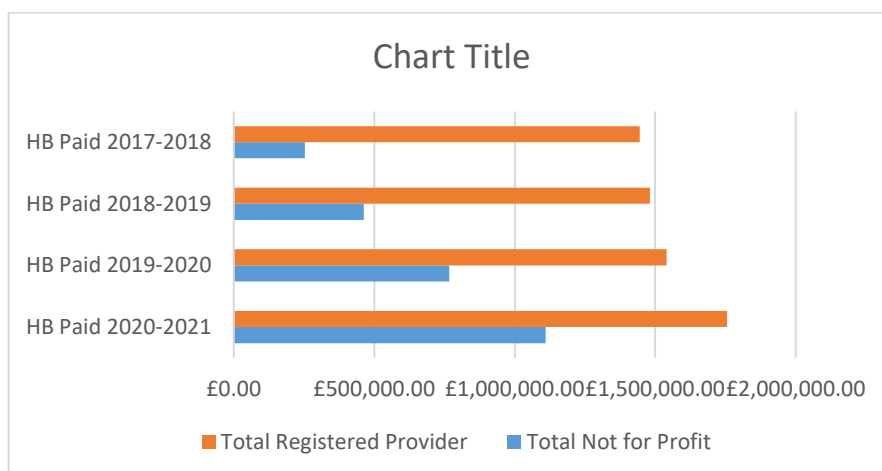 Chart Title
HB Paid 2017-2018
HB Paid 2018-2019
HB Paid 2019-2020
HB Paid 2020-2021
£0.00 £500,000.00 £1,000,000.00 £1,500,000.00 £2,000,000.00
Total Registered Provider Total Not for Profit